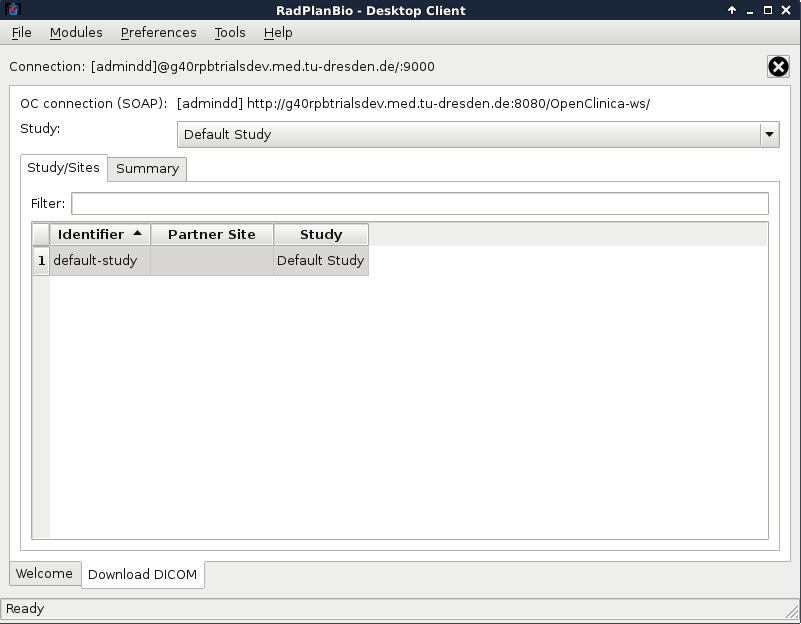 RadPlanBio - Desktop Client
File Modules Preferences Tools Help
Connection: [admindd]@g40rpbtrialsdev.med.tu-dresden.de/:9000
OC connection (SOAP): [admindd] http://g40rpbtrialsdev.med.tu-dresden.de:8080/OpenClinica-ws/
Study: Default Study
Study/Sites Summary
Filter:
Identifier Partner Site Study
1 default-study Default Study
Welcome Download DICOM
Ready